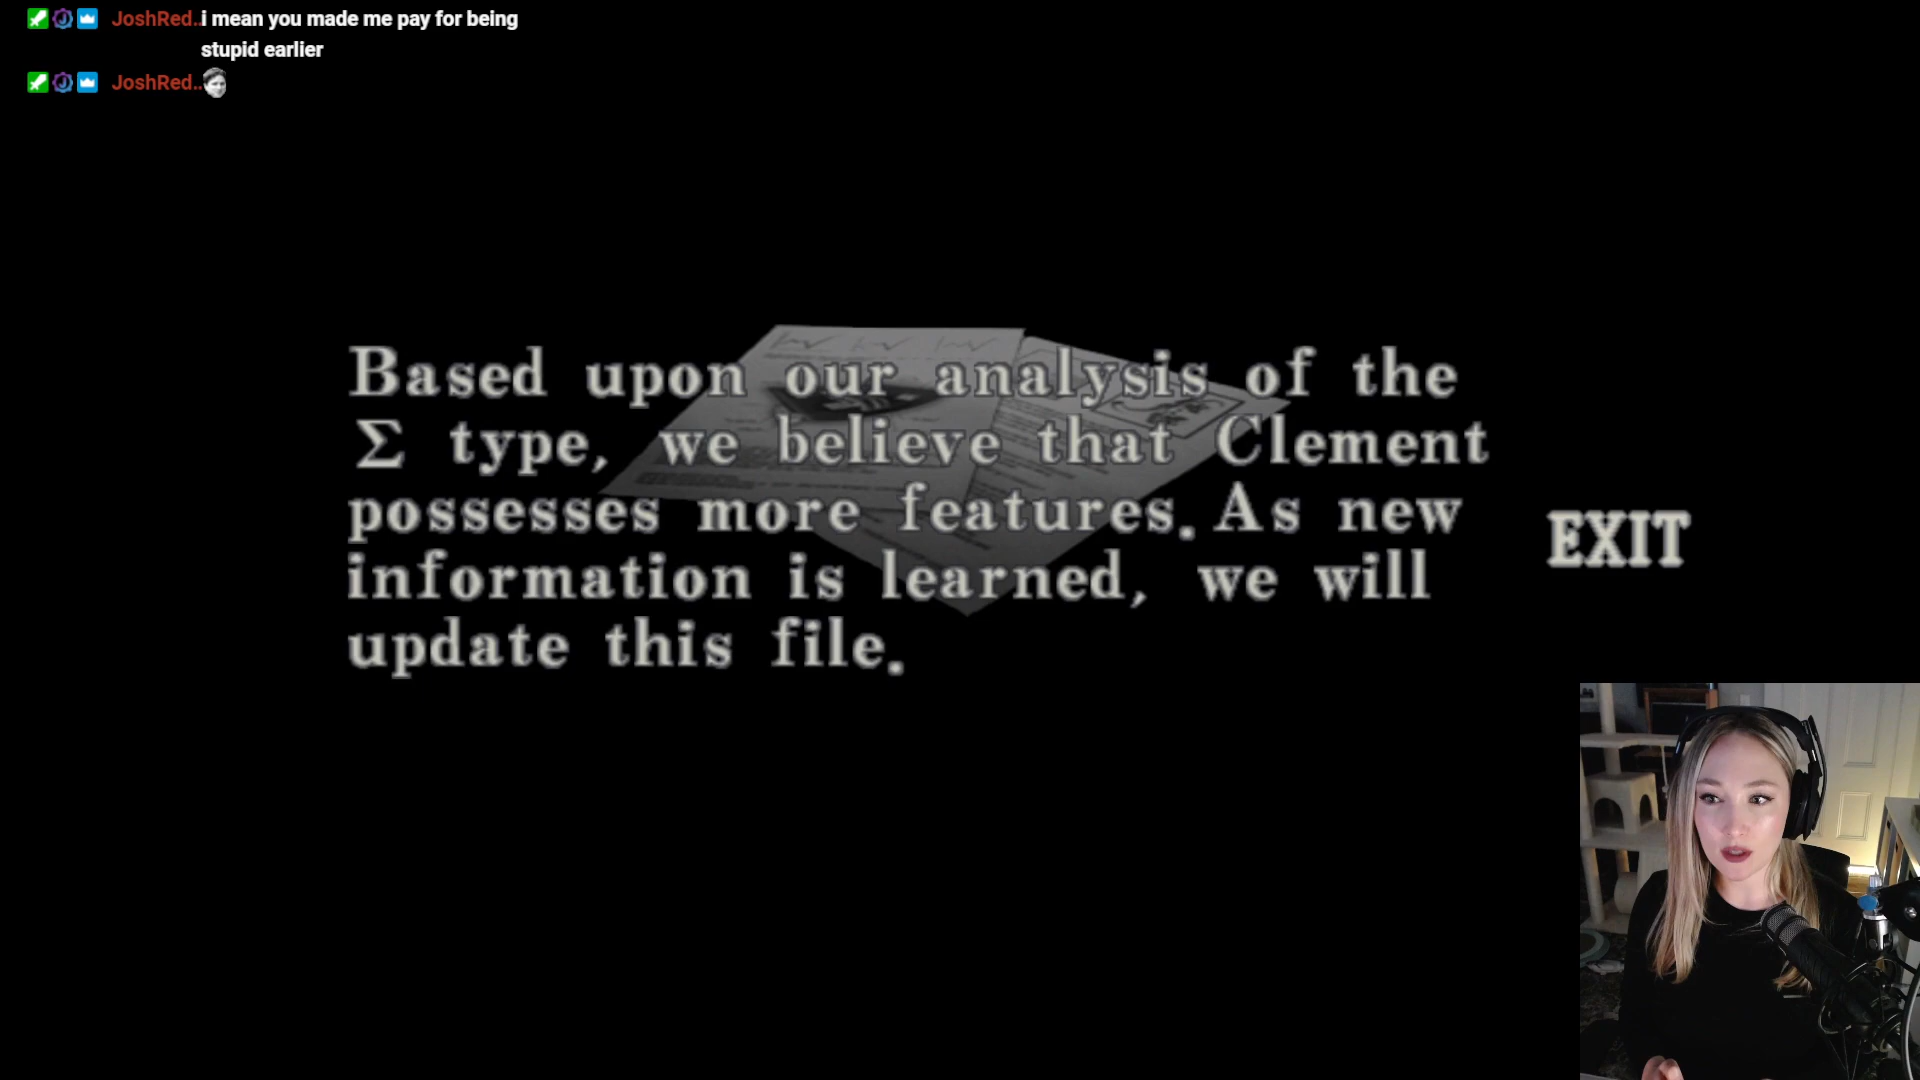 JoshRed..i mean you made me pay for being
stupid earlier
JoshRed..
Based upon our analysis of the
Σ type, we believe that Clement
possesses more features. As new
information is learned, we will
update this file.
EXIT